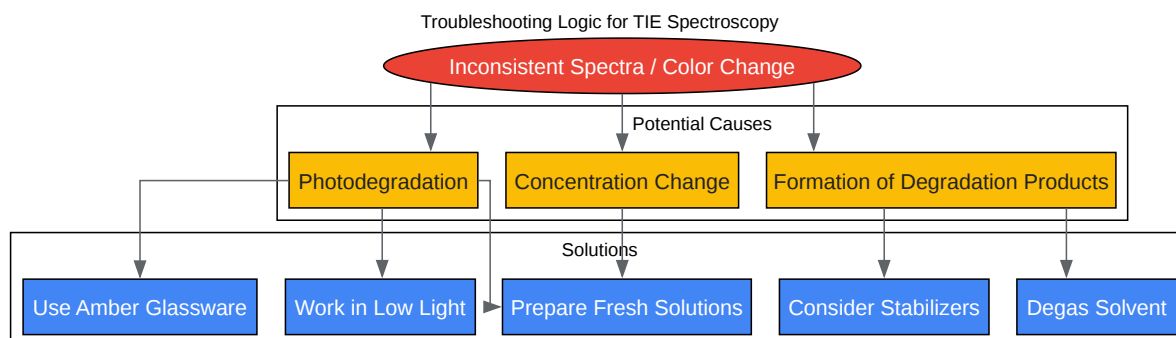 Troubleshooting Logic for TIE Spectroscopy
Inconsistent Spectra / Color Change
Potential Causes
Photodegradation
Concentration Change
Formation of Degradation Products
Solutions
Use Amber Glassware
Work in Low Light
Prepare Fresh Solutions
Consider Stabilizers
Degas Solvent